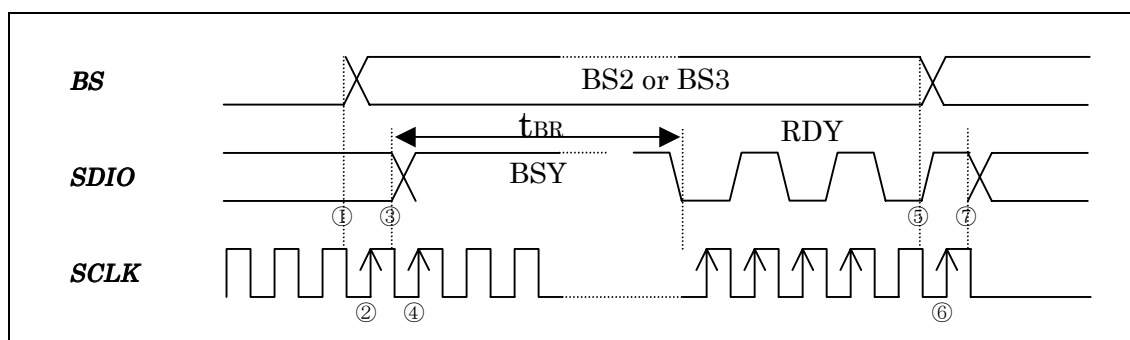 BS
BS2 or BS3
tBR
RDY
SDIO
BSY
① ③ ⑤ ⑦
SCLK
② ④ ⑥